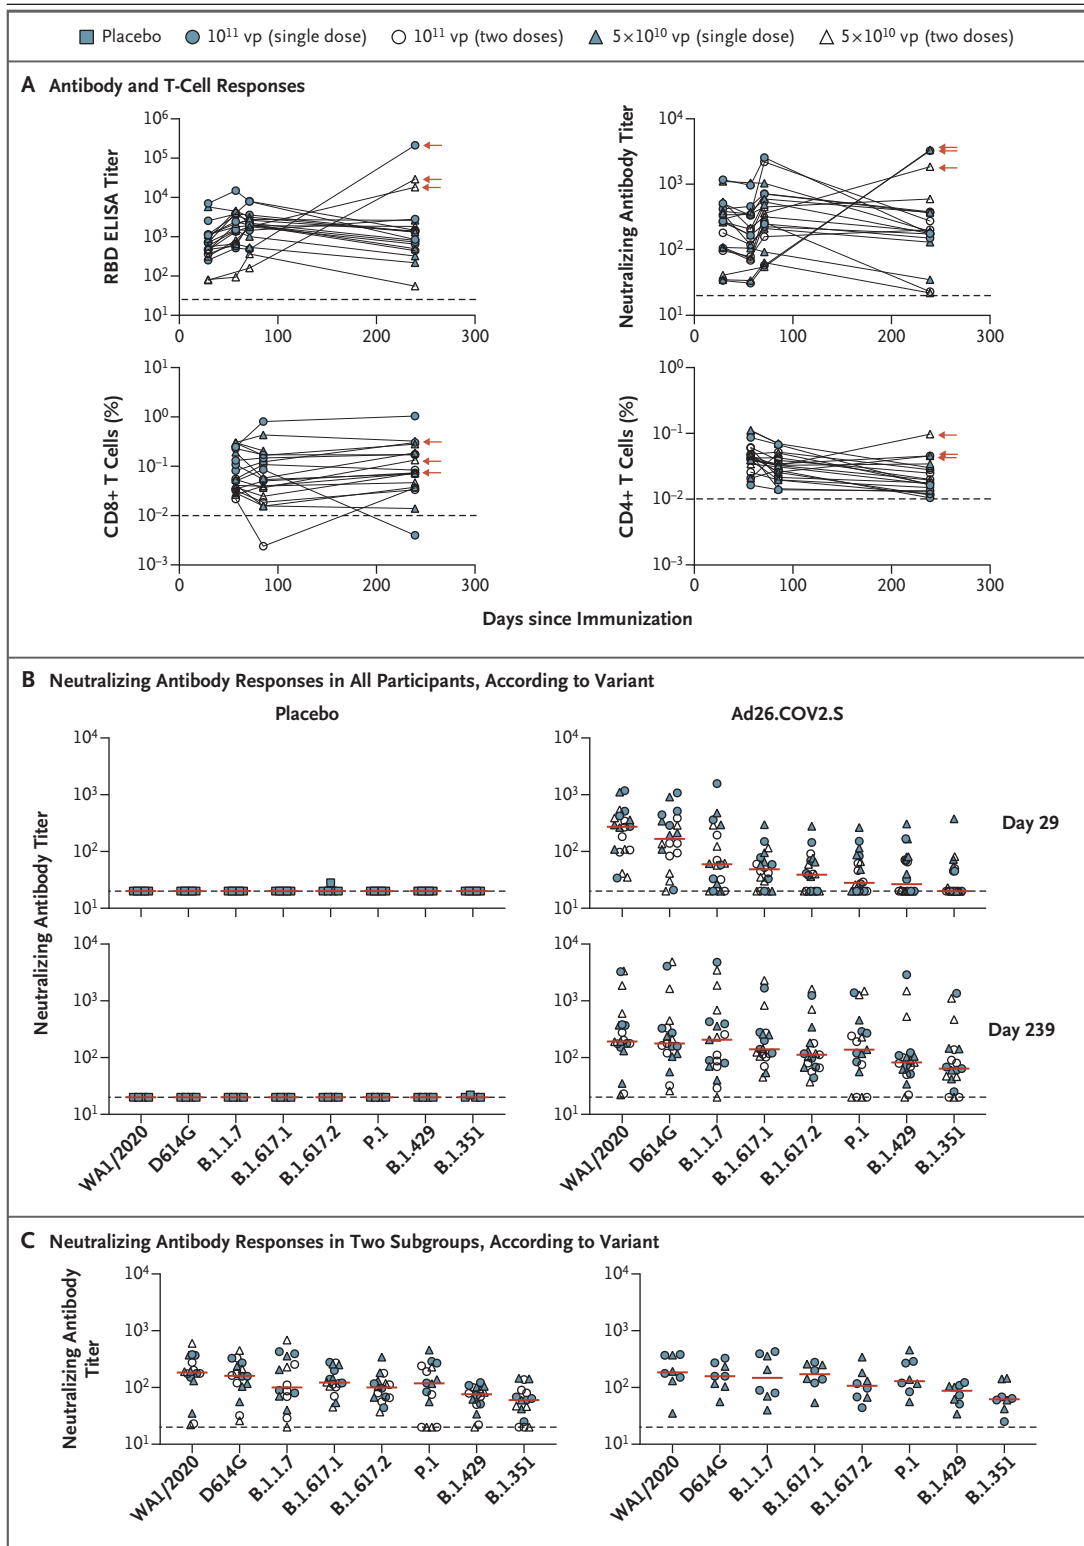 Placebo 10¹¹ vp (single dose) 10¹¹ vp (two doses) 5×10¹⁰ vp (single dose) 5×10¹⁰ vp (two doses)
A Antibody and T-Cell Responses
RBD ELISA Titer
10⁶
10⁵
10⁴
10³
10²
10¹
0 100 200 300
Neutralizing Antibody Titer
10⁴
10³
10²
10¹
0 100 200 300
CD8+ T Cells (%)
10¹
10⁰
10⁻¹
10⁻²
10⁻³
0 100 200 300
CD4+ T Cells (%)
10⁰
10⁻¹
10⁻²
10⁻³
0 100 200 300
Days since Immunization
B Neutralizing Antibody Responses in All Participants, According to Variant
Placebo Ad26.COV2.S
Neutralizing Antibody Titer
10⁴
10³
10²
10¹
10⁴
10³
10²
10¹
Day 29
10⁴
10³
10²
10¹
10⁴
10³
10²
10¹
Day 239
WA1/2020 D614G B.1.1.7 B.1.617.1 B.1.617.2 P.1 B.1.429 B.1.351
WA1/2020 D614G B.1.1.7 B.1.617.1 B.1.617.2 P.1 B.1.429 B.1.351
C Neutralizing Antibody Responses in Two Subgroups, According to Variant
Neutralizing Antibody
Titer
10⁴
10³
10²
10¹
10⁴
10³
10²
10¹
WA1/2020 D614G B.1.1.7 B.1.617.1 B.1.617.2 P.1 B.1.429 B.1.351
WA1/2020 D614G B.1.1.7 B.1.617.1 B.1.617.2 P.1 B.1.429 B.1.351